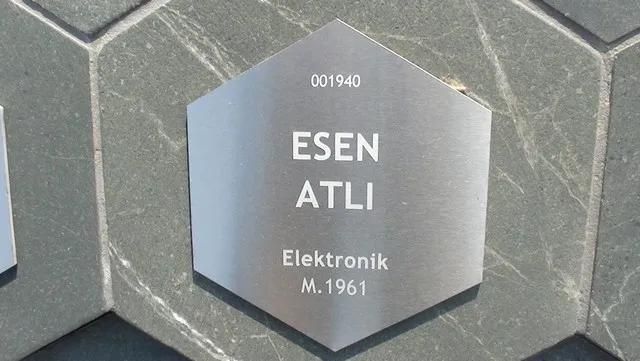 001940
ESEN
ATLI
Elektronik
M.1961